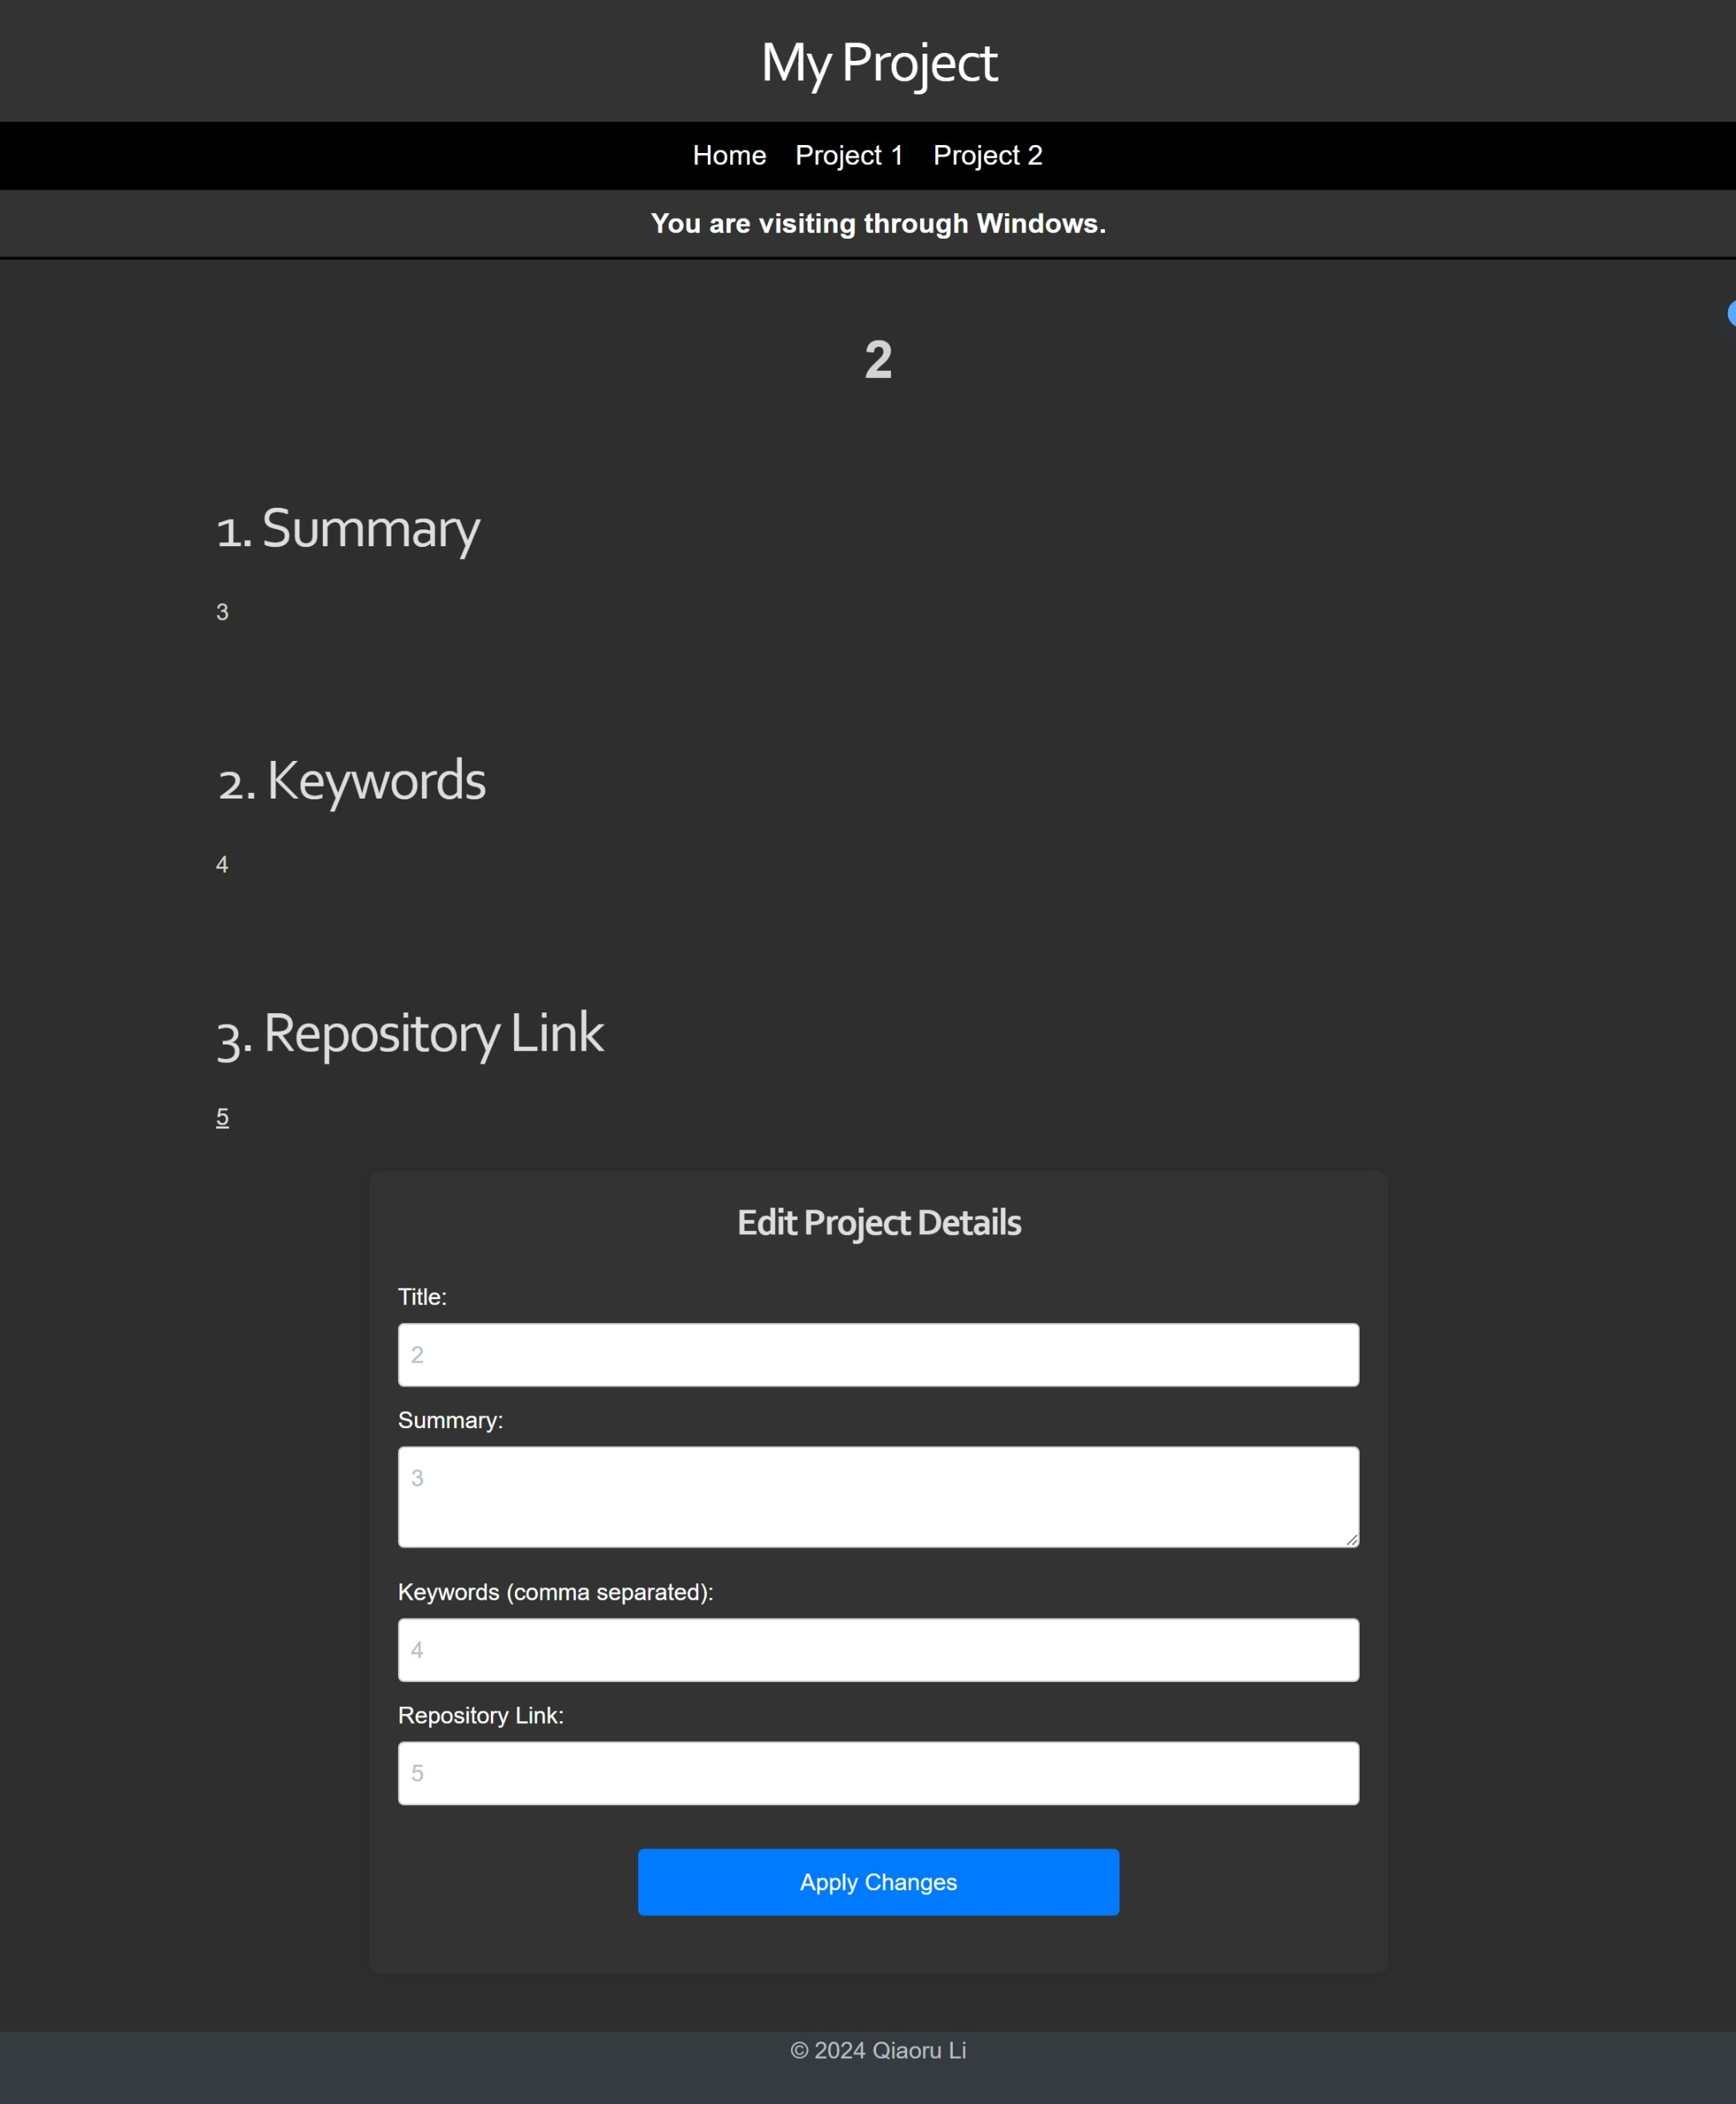 My Project
Home Project 1 Project 2
You are visiting through Windows.
2
1. Summary
3
2. Keywords
4
3. Repository Link
5
Edit Project Details
Title:
2
Summary:
3
Keywords (comma separated):
4
Repository Link:
5
Apply Changes
© 2024 Qiaoru Li